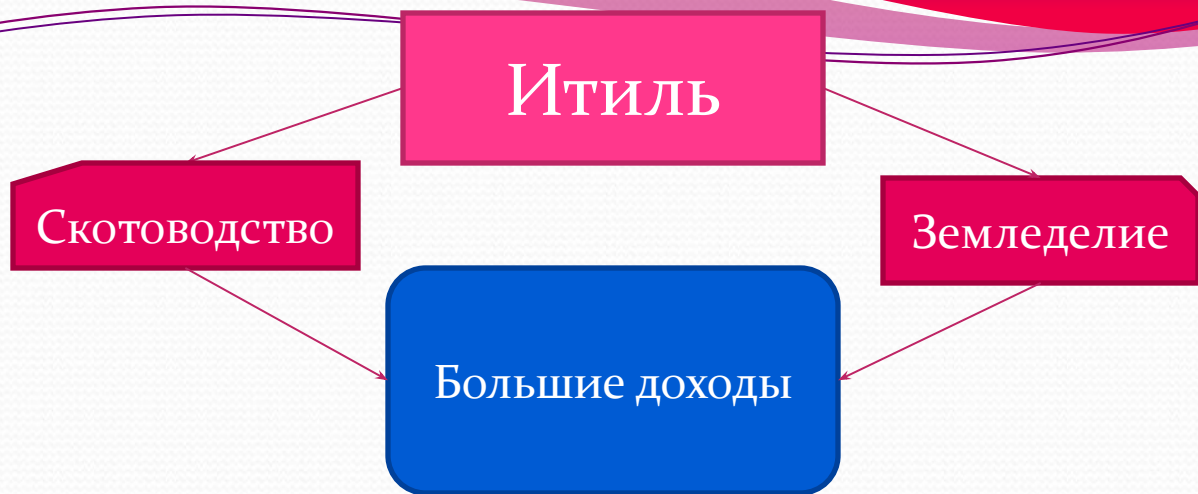 Итиль
Скотоводство
Земледелие
Большие доходы